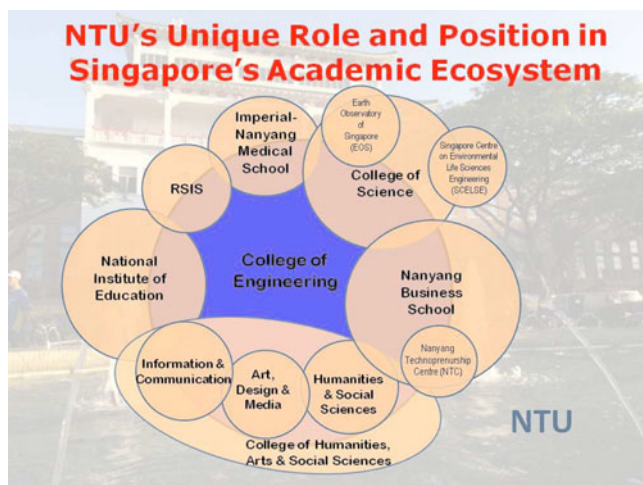 NTU's Unique Role and Position in
Singapore's Academic Ecosystem
Imperial-
Nanyang
Medical
School
Earth
Observatory
of
Singapore
(EOS)
Singapore Centre
on Environmental
Life Sciences
Engineering
(SCELSE)
College of
Science
RSIS
National
Institute of
Education
College of
Engineering
Nanyang
Business
School
Nanyang
Technoprenurship
Centre (NTC)
Information &
Communication
Art,
Design &
Media
Humanities
& Social
Sciences
College of Humanities,
Arts & Social Sciences
NTU